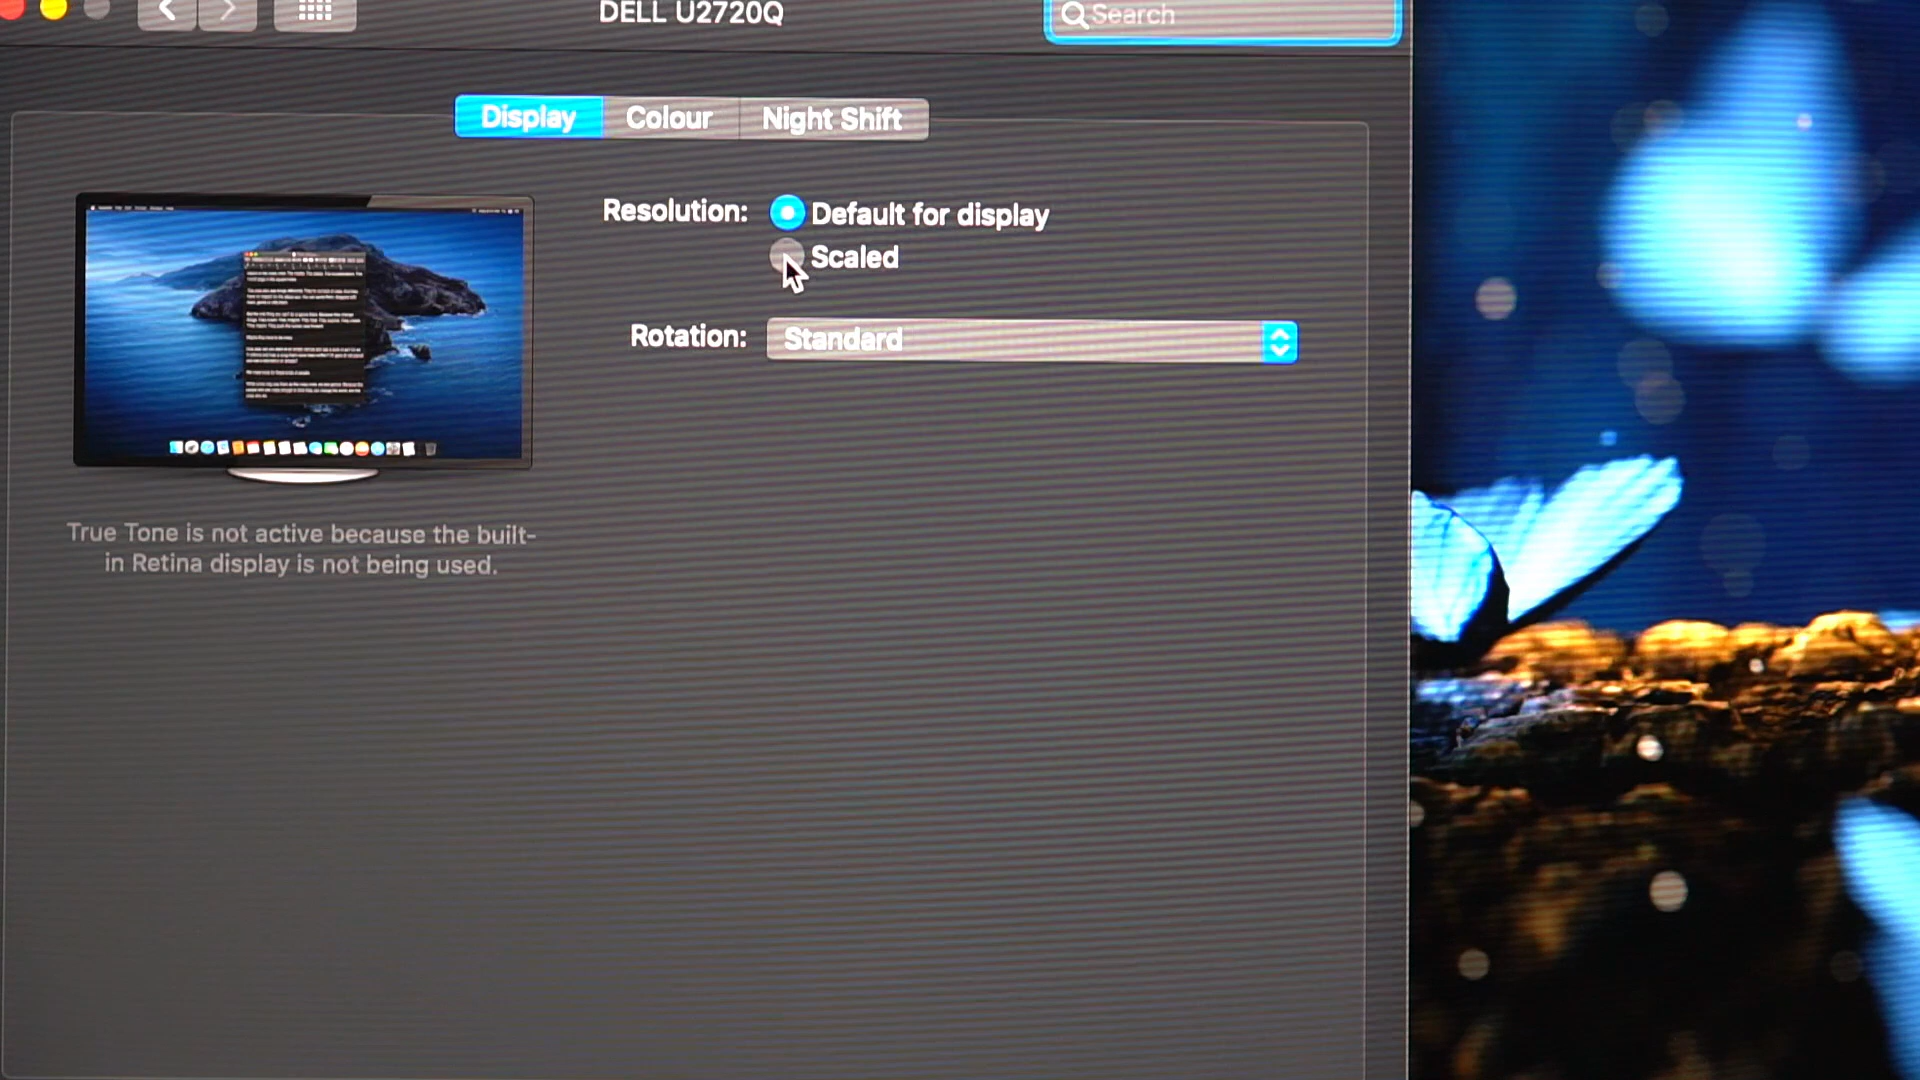 DELL U2720Q
Search
Display
Colour
Night Shift
Resolution:
Default for display
Scaled
Rotation:
Standard
True Tone is not active because the built-
in Retina display is not being used.